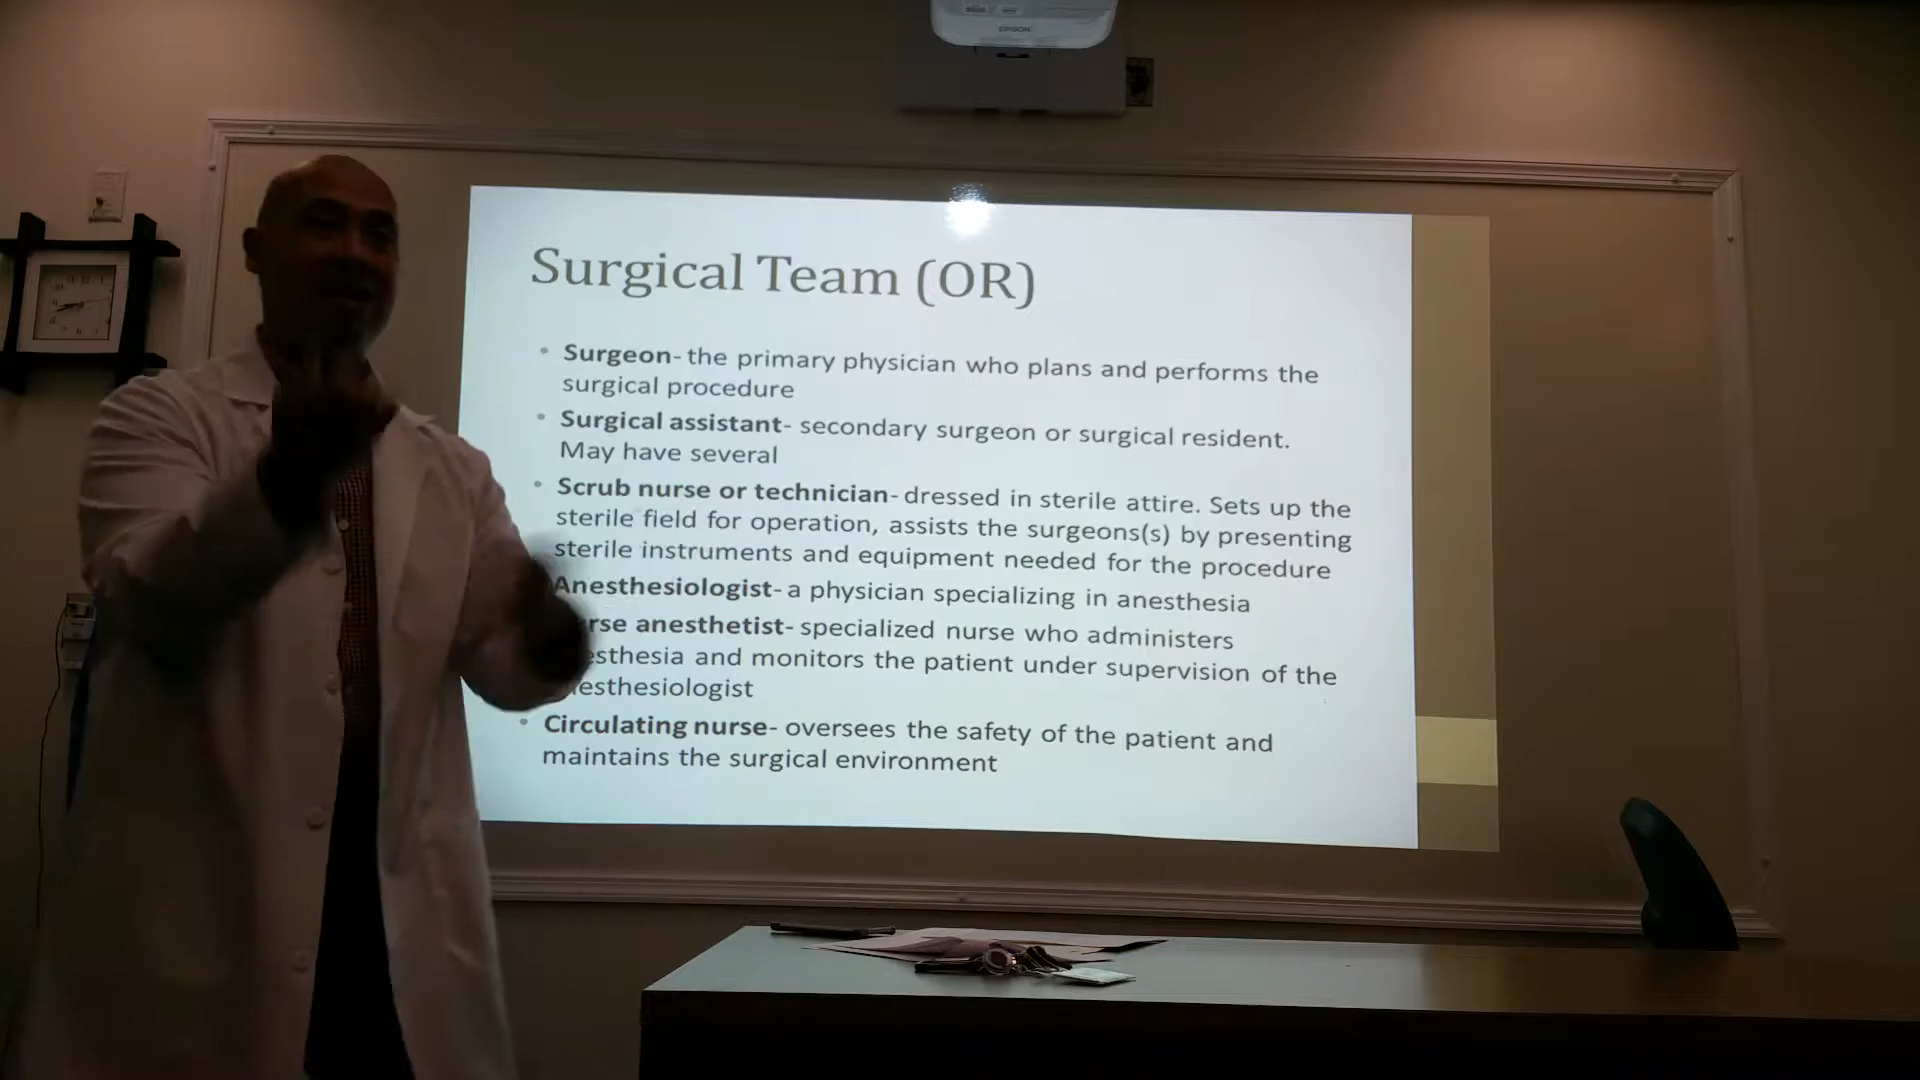 EPSON
Surgical Team (OR)
• Surgeon- the primary physician who plans and performs the
surgical procedure
• Surgical assistant- secondary surgeon or surgical resident.
May have several
• Scrub nurse or technician- dressed in sterile attire. Sets up the
sterile field for operation, assists the surgeons(s) by presenting
sterile instruments and equipment needed for the procedure
Anesthesiologist- a physician specializing in anesthesia
rse anesthetist- specialized nurse who administers
esthesia and monitors the patient under supervision of the
esthesiologist
• Circulating nurse- oversees the safety of the patient and
maintains the surgical environment